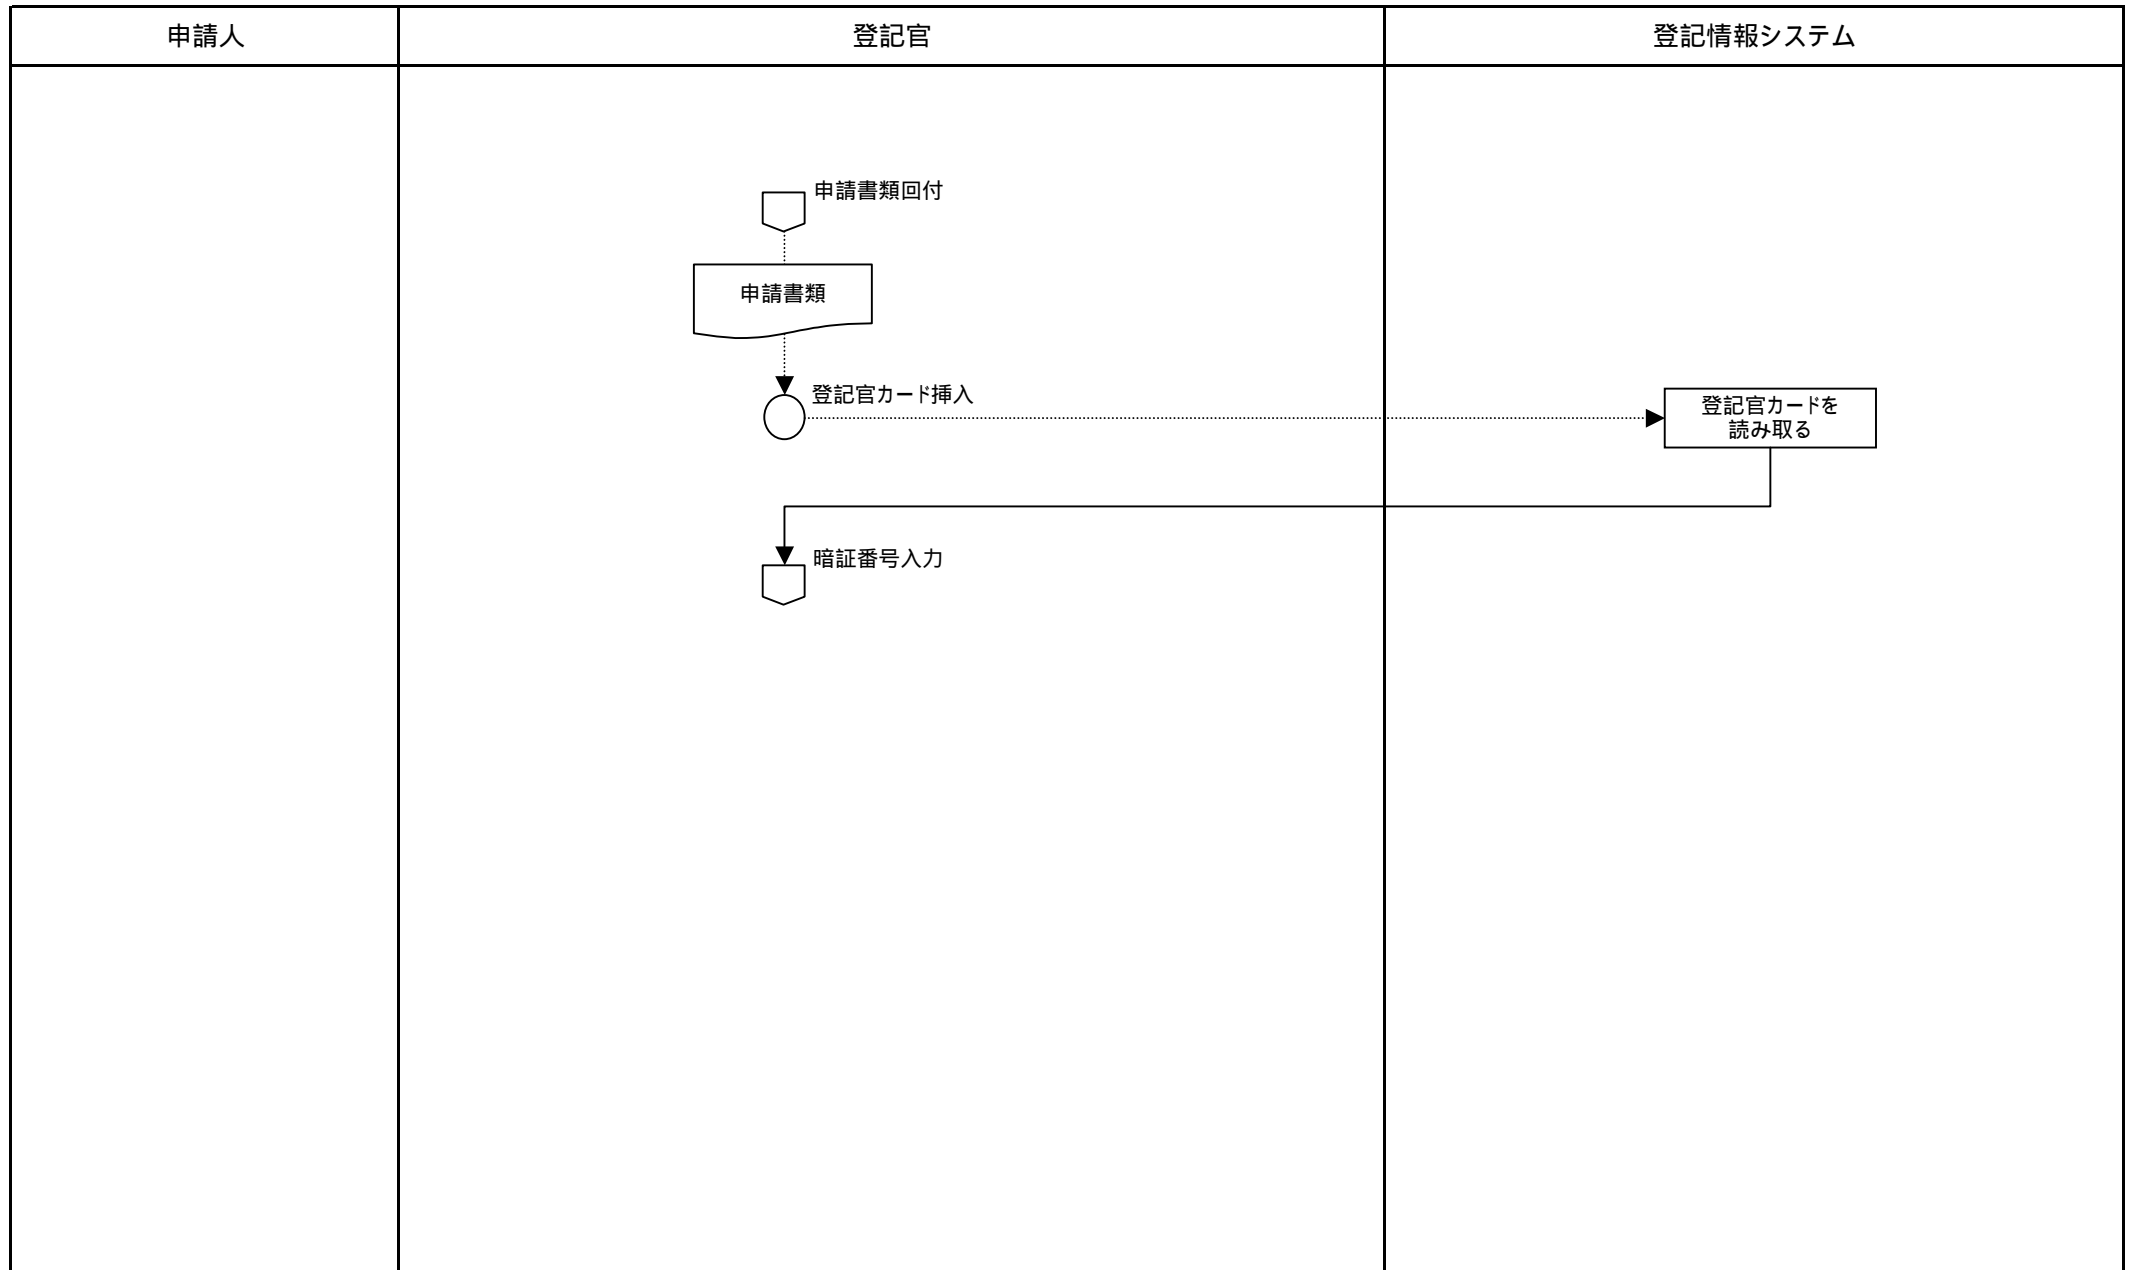 申請人
登記官
登記情報システム
申請書類回付
申請書類
登記官カード挿入
登記官カードを
読み取る
暗証番号入力